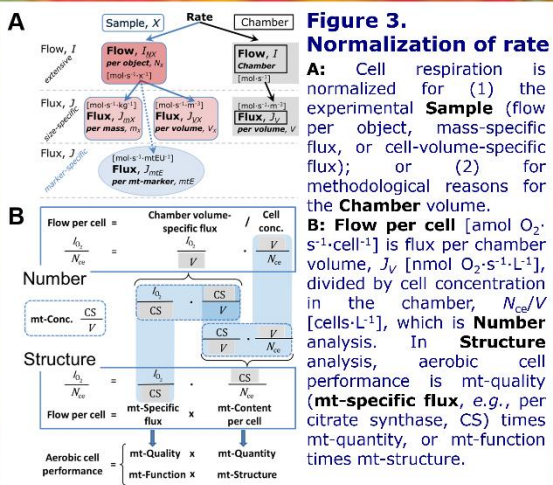 A
Sample, X
Rate
Chamber
Flow, I
extensive
Flow, I_NX
per object, N_X
[mol·s⁻¹·x⁻¹]
Flow, I
Chamber
[mol·s⁻¹]
Flux, J
size-specific
[mol·s⁻¹·kg⁻¹]
Flux, J_mX
per mass, m_X
[mol·s⁻¹·m⁻³]
Flux, J_VX
per volume, V_X
[mol·s⁻¹·m⁻³]
Flux, J_V
per volume, V
Flux, J
marker-specific
[mol·s⁻¹·mtEU⁻¹]
Flux, J_mtE
per mt-marker, mtE
B
Flow per cell = Chamber volume-specific flux / Cell conc.
I_O₂ / N_ce = I_O₂ / V · V / N_ce
Number
I_O₂ / CS · CS / V
mt-Conc. CS / V
CS / V · V / N_ce
Structure
I_O₂ / N_ce = I_O₂ / CS · CS / N_ce
Flow per cell = mt-Specific flux x mt-Content per cell
Aerobic cell performance =
mt-Quality x mt-Quantity
mt-Function x mt-Structure
Figure 3.
Normalization of rate
A: Cell respiration is
normalized for (1) the
experimental Sample (flow
per object, mass-specific
flux, or cell-volume-specific
flux); or (2) for
methodological reasons for
the Chamber volume.
B: Flow per cell [amol O₂·
s⁻¹·cell⁻¹] is flux per chamber
volume, J_V [nmol O₂·s⁻¹·L⁻¹],
divided by cell concentration
in the chamber, N_ce/V
[cells·L⁻¹], which is Number
analysis. In Structure
analysis, aerobic cell
performance is mt-quality
(mt-specific flux, e.g., per
citrate synthase, CS) times
mt-quantity, or mt-function
times mt-structure.